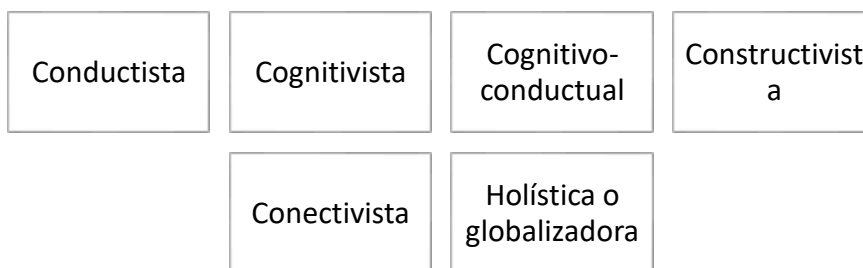 Conductista
Cognitivista
Cognitivo-
conductual
Constructivist
a
Conectivista
Holística o
globalizadora